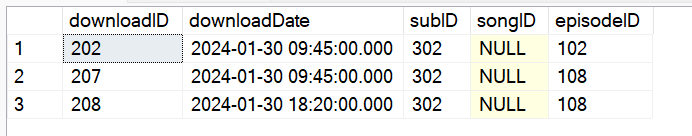 downloadID downloadDate subID songID episodeID
1 202 2024-01-30 09:45:00.000 302 NULL 102
2 207 2024-01-30 09:45:00.000 302 NULL 108
3 208 2024-01-30 18:20:00.000 302 NULL 108